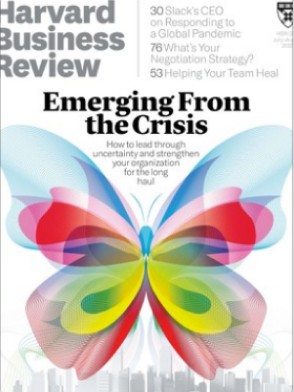 Harvard
Business
Review
30 Slack's CEO
on Responding to
a Global Pandemic
76 What's Your
Negotiation Strategy?
53 Helping Your Team Heal
Emerging From
the Crisis
How to lead through
uncertainty and strengthen
your organization
for the long
haul